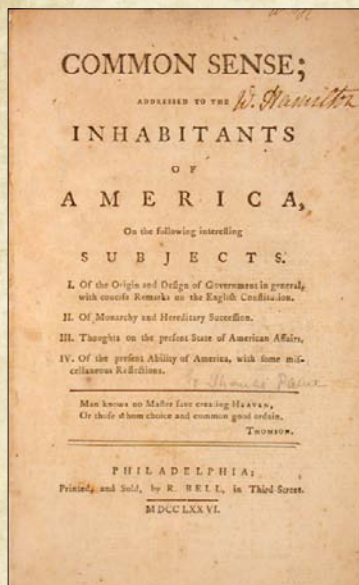 COMMON SENSE;
ADDRESSED TO THE
W. Hamilton
INHABITANTS
OF
AMERICA,
On the following interesting
SUBJECTS.
I. Of the Origin and Design of Government in general,
with concise Remarks on the English Constitution.
II. Of Monarchy and Hereditary Succession.
III. Thoughts on the present State of American Affairs.
IV. Of the present Ability of America, with some mis-
cellaneous Reflections.
Thomas Paine
Man knows no Master save creating HEAVEN,
Or those whom choice and common good ordain.
THOMSON.
PHILADELPHIA;
Printed, and Sold, by R. BELL, in Third-Street.
MDCCLXXVI.